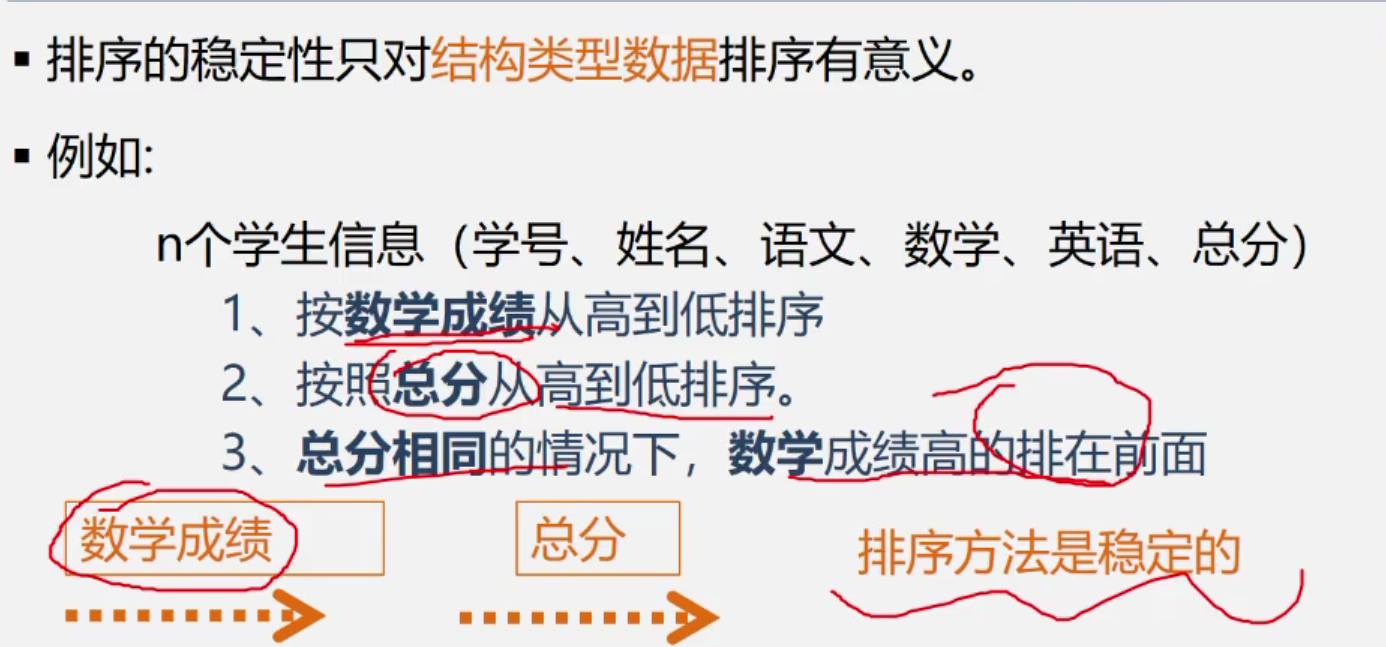 ▪ 排序的稳定性只对结构类型数据排序有意义。
▪ 例如:
n个学生信息（学号、姓名、语文、数学、英语、总分）
1、按数学成绩从高到低排序
2、按照总分从高到低排序。
3、总分相同的情况下，数学成绩高的排在前面
数学成绩 总分 排序方法是稳定的